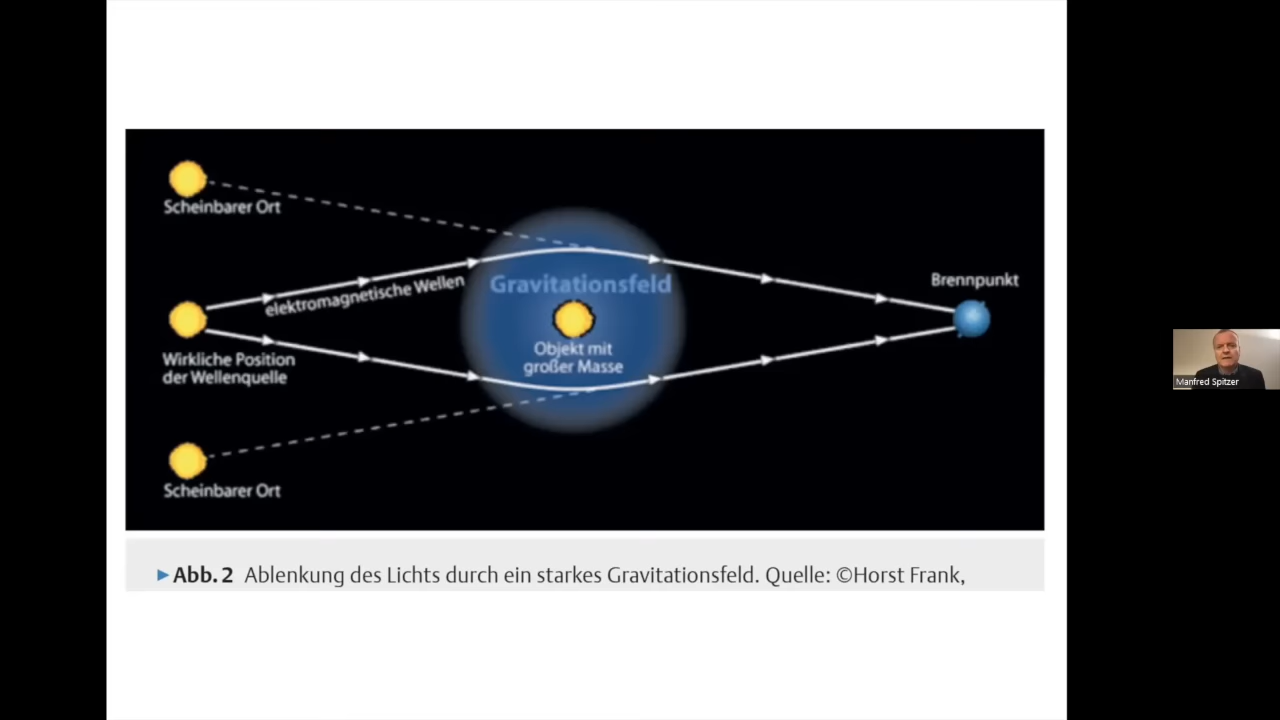 Scheinbarer Ort
elektromagnetische Wellen
Gravitationsfeld
Brennpunkt
Objekt mit
großer Masse
Wirkliche Position
der Wellenquelle
Scheinbarer Ort
Manfred Spitzer
►Abb. 2 Ablenkung des Lichts durch ein starkes Gravitationsfeld. Quelle: ©Horst Frank,